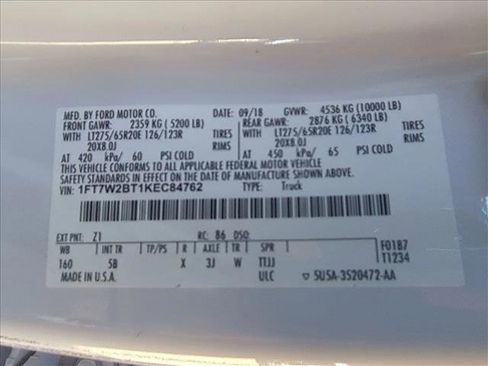 MFD. BY FORD MOTOR CO. 09/18 GVWR: 4536 KG (10000 LB)
FRONT GAWR: 2359 KG (5200 LB) REAR GAWR: 2876 KG (6340 LB)
WITH LT275/65R20E 126/123R TIRES WITH LT275/65R20E 126/123R TIRES
20X8.0J RIMS 20X8.0J RIMS
AT 420 kPa/ 60 PSI COLD AT 450 kPa/ 65 PSI COLD
THIS VEHICLE CONFORMS TO ALL APPLICABLE FEDERAL MOTOR VEHICLE
SAFETY STANDARDS IN EFFECT ON THE DATE OF MANUFACTURE SHOWN ABOVE.
VIN: 1FT7W2BT1KEC84762 TYPE: Truck
EXT PNT: Z1 RC: 86 DSO:
WB INT TR TP/PS R AXLE TR SPR F0187
160 5B X 3J W TTJJ T1234
MADE IN U.S.A. ULC 5U5A-3520472-AA